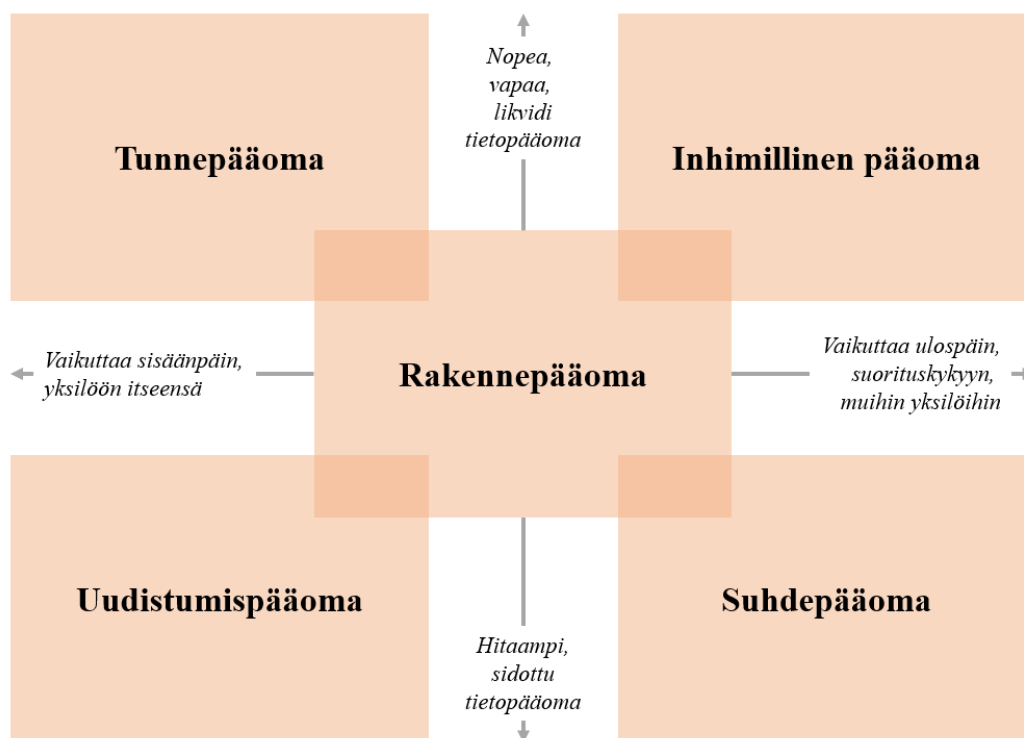 Nopea,
vapaa,
likvidi
tietopääoma
Tunnepääoma
Inhimillinen pääoma
Vaikuttaa sisäänpäin,
yksilöön itseensä
Rakennepääoma
Vaikuttaa ulospäin,
suorituskykyyn,
muihin yksilöihin
Uudistumispääoma
Suhdepääoma
Hitaampi,
sidottu
tietopääoma